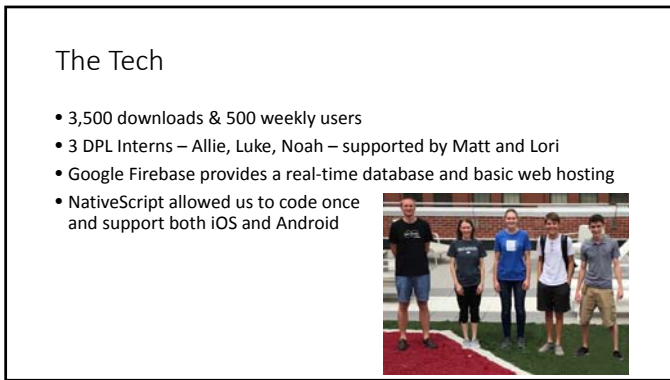 The Tech
• 3,500 downloads & 500 weekly users
• 3 DPL Interns – Allie, Luke, Noah – supported by Matt and Lori
• Google Firebase provides a real-time database and basic web hosting
• NativeScript allowed us to code once
and support both iOS and Android